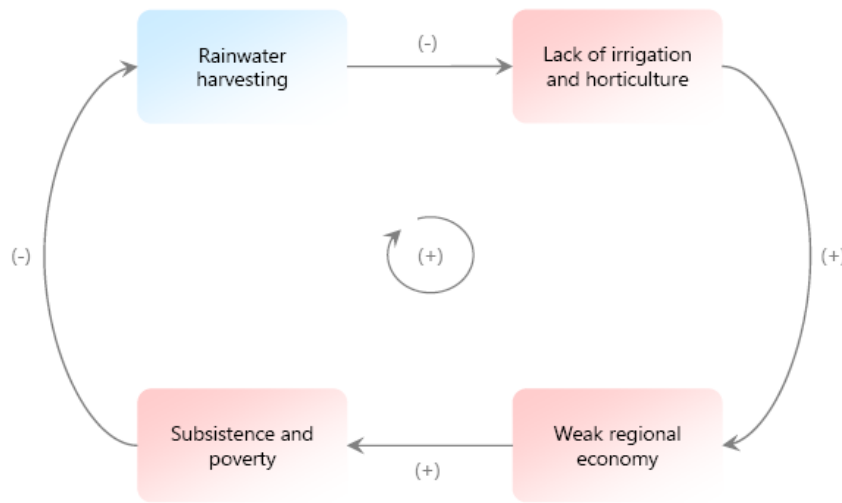 (-)
Rainwater
harvesting
Lack of irrigation
and horticulture
(-)
(+)
(+)
Subsistence and
poverty
Weak regional
economy
(+)